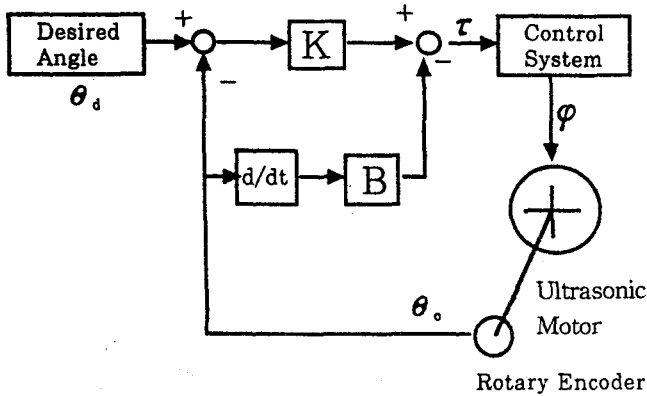 Desired
Angle
θd
+
−
K
+
−
τ
Control
System
φ
d/dt
B
θo
Ultrasonic
Motor
Rotary Encoder